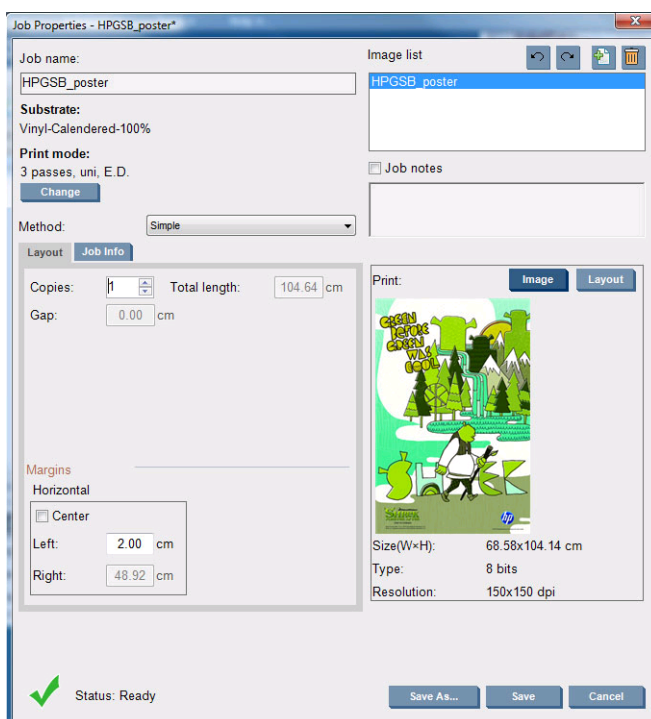 Job Properties - HPGSB_poster*
Job name:
HPGSB_poster
Substrate:
Vinyl-Calendered-100%
Print mode:
3 passes, uni, E.D.
Change
Method:
Simple
Layout
Job Info
Copies:
1
Total length:
104.64 cm
Gap:
0.00 cm
Margins
Horizontal
Center
Left:
2.00 cm
Right:
48.92 cm
Image list
HPGSB_poster
Job notes
Print:
Image
Layout
GREEN
BEFORE
GREEN
WAS
COOL
SHREK
SHREK
hp
Size(W×H):
68.58x104.14 cm
Type:
8 bits
Resolution:
150x150 dpi
Status: Ready
Save As...
Save
Cancel